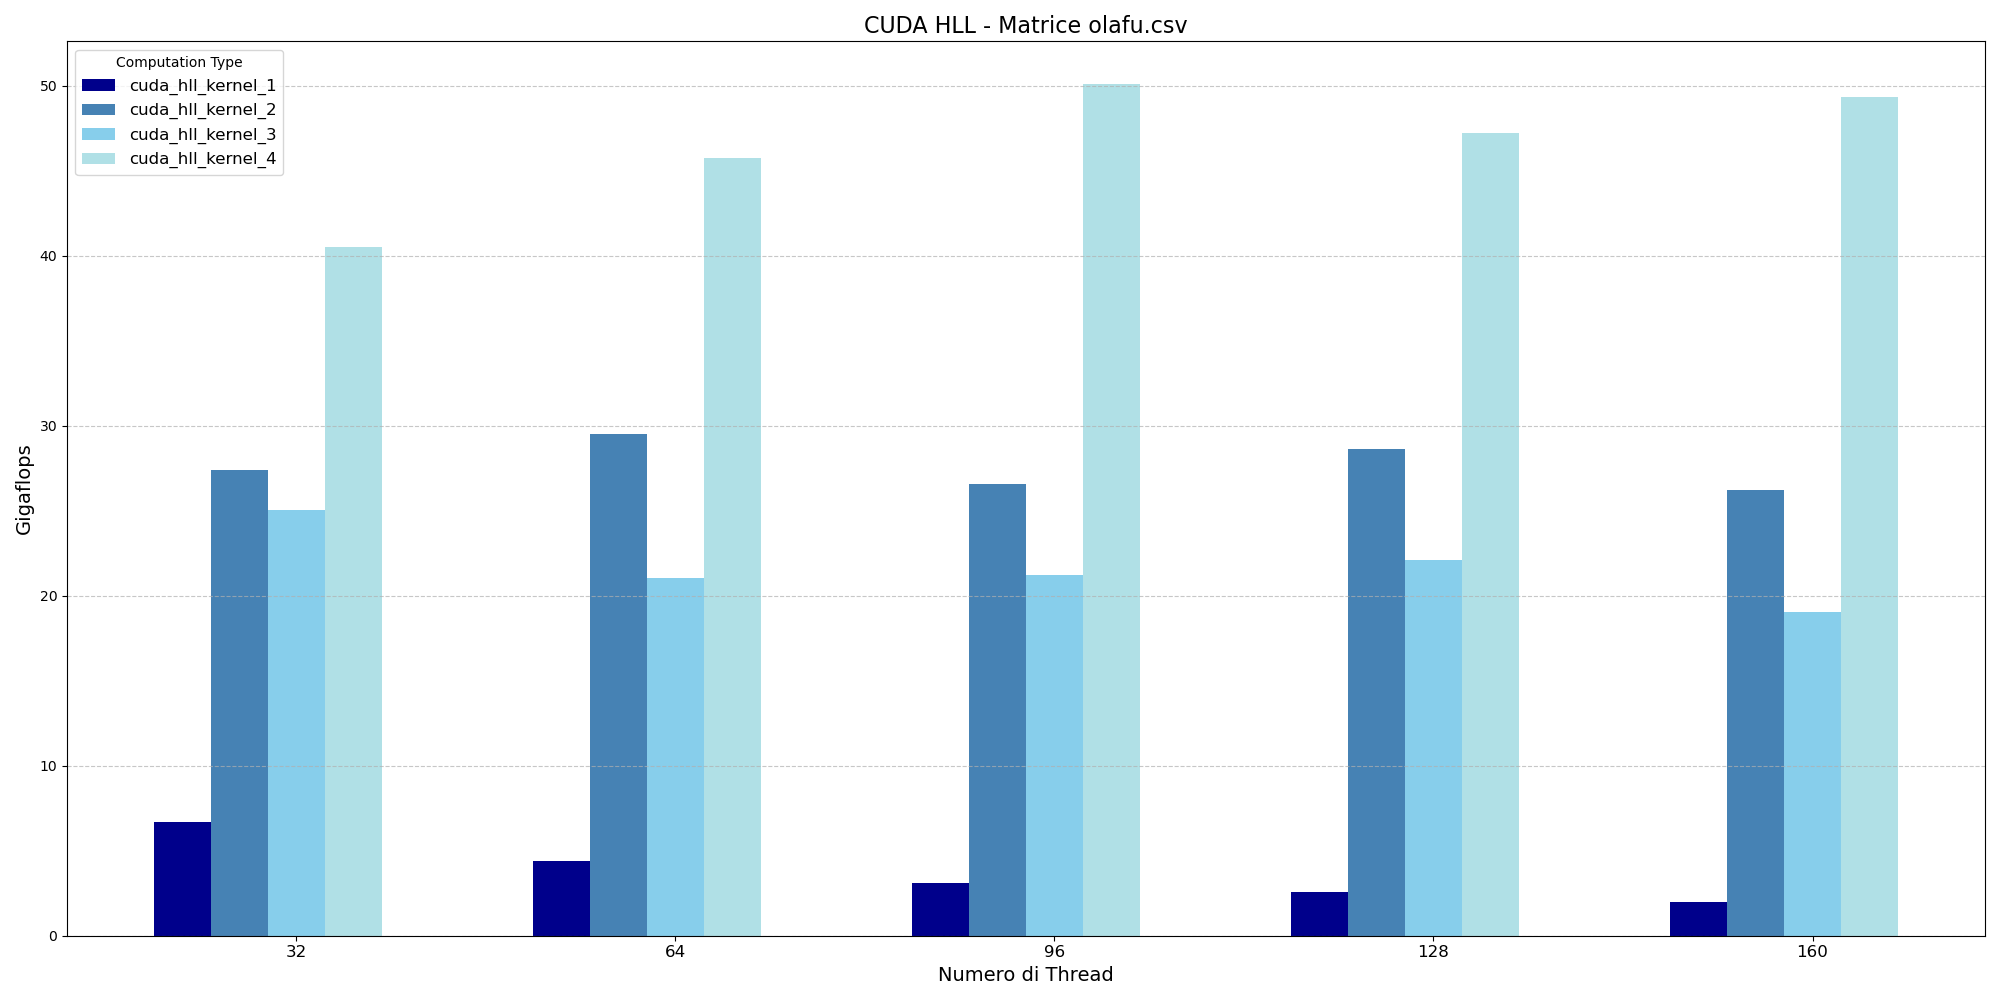 CUDA HLL - Matrice olafu.csv
Computation Type
cuda_hll_kernel_1
cuda_hll_kernel_2
cuda_hll_kernel_3
cuda_hll_kernel_4
Gigaflops
50
40
30
20
10
0
32 64 96 128 160
Numero di Thread